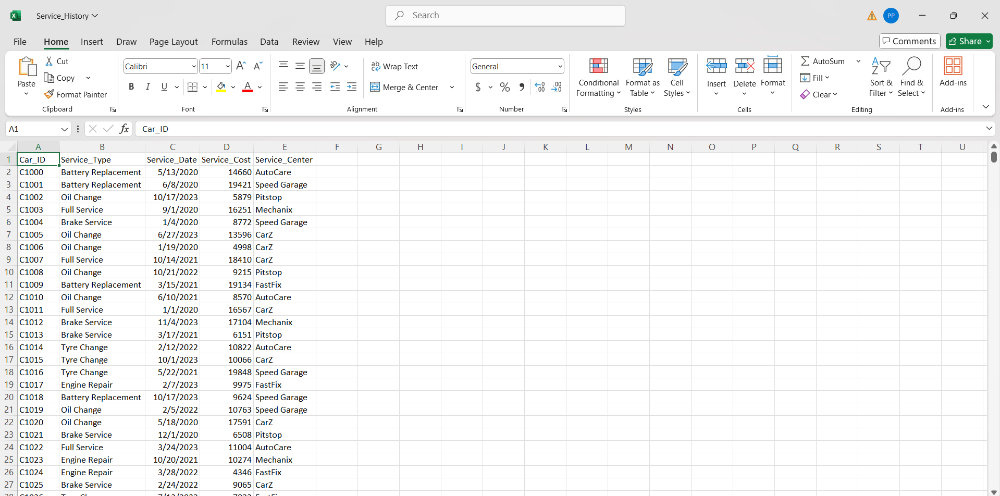 Service_History
Search
PP
File Home Insert Draw Page Layout Formulas Data Review View Help
Comments Share
Paste
Cut
Copy
Format Painter
Clipboard
Calibri 11
B I U
Font
Wrap Text
Merge & Center
Alignment
General
$ % , .00
Number
Conditional Formatting
Format as Table
Cell Styles
Styles
Insert Delete Format
Cells
AutoSum
Fill
Clear
Sort & Filter
Find & Select
Editing
Add-ins
Add-ins
A1 fx Car_ID
A B C D E F G H I J K L M N O P Q R S T U
1 Car_ID Service_Type Service_Date Service_Cost Service_Center
2 C1000 Battery Replacement 5/13/2020 14660 AutoCare
3 C1001 Battery Replacement 6/8/2020 19421 Speed Garage
4 C1002 Oil Change 10/17/2023 5879 Pitstop
5 C1003 Full Service 9/1/2020 16251 Mechanix
6 C1004 Brake Service 1/4/2020 8772 Speed Garage
7 C1005 Oil Change 6/27/2023 13596 CarZ
8 C1006 Oil Change 1/19/2020 4998 CarZ
9 C1007 Full Service 10/14/2021 18410 CarZ
10 C1008 Oil Change 10/21/2022 9215 Pitstop
11 C1009 Battery Replacement 3/15/2021 19134 FastFix
12 C1010 Oil Change 6/10/2021 8570 AutoCare
13 C1011 Full Service 1/1/2020 16567 CarZ
14 C1012 Brake Service 11/4/2023 17104 Mechanix
15 C1013 Brake Service 3/17/2021 6151 Pitstop
16 C1014 Tyre Change 2/12/2022 10822 AutoCare
17 C1015 Tyre Change 10/1/2023 10066 CarZ
18 C1016 Tyre Change 5/22/2021 19848 Speed Garage
19 C1017 Engine Repair 2/7/2023 9975 FastFix
20 C1018 Battery Replacement 10/17/2023 9624 Speed Garage
21 C1019 Oil Change 2/5/2022 10763 Speed Garage
22 C1020 Oil Change 5/18/2020 17591 CarZ
23 C1021 Brake Service 12/1/2020 6508 Pitstop
24 C1022 Full Service 3/24/2023 11004 AutoCare
25 C1023 Engine Repair 10/20/2021 10274 Mechanix
26 C1024 Engine Repair 3/28/2022 4346 FastFix
27 C1025 Brake Service 2/24/2022 9065 CarZ